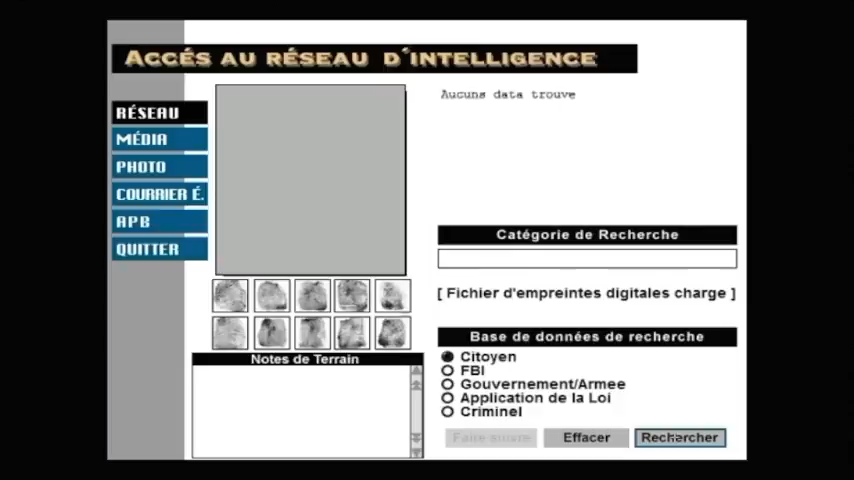 ACCÉS AU RÉSEAU D´INTELLIGENCE
RÉSEAU
MÉDIA
PHOTO
COURRIER É.
APB
QUITTER
Aucuns data trouve
Catégorie de Recherche
[ Fichier d'empreintes digitales charge ]
Notes de Terrain
Base de données de recherche
Citoyen
FBI
Gouvernement/Armee
Application de la Loi
Criminel
Faire suivre
Effacer
Rechercher